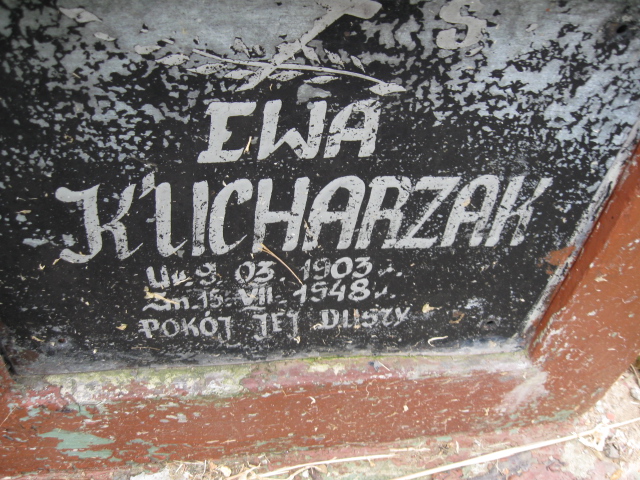 Ś
EWA
KUCHARZAK
Ur. 9. 03. 1903 r.
Zm. 15. VII. 1948 r.
POKÓJ JEJ DUSZY